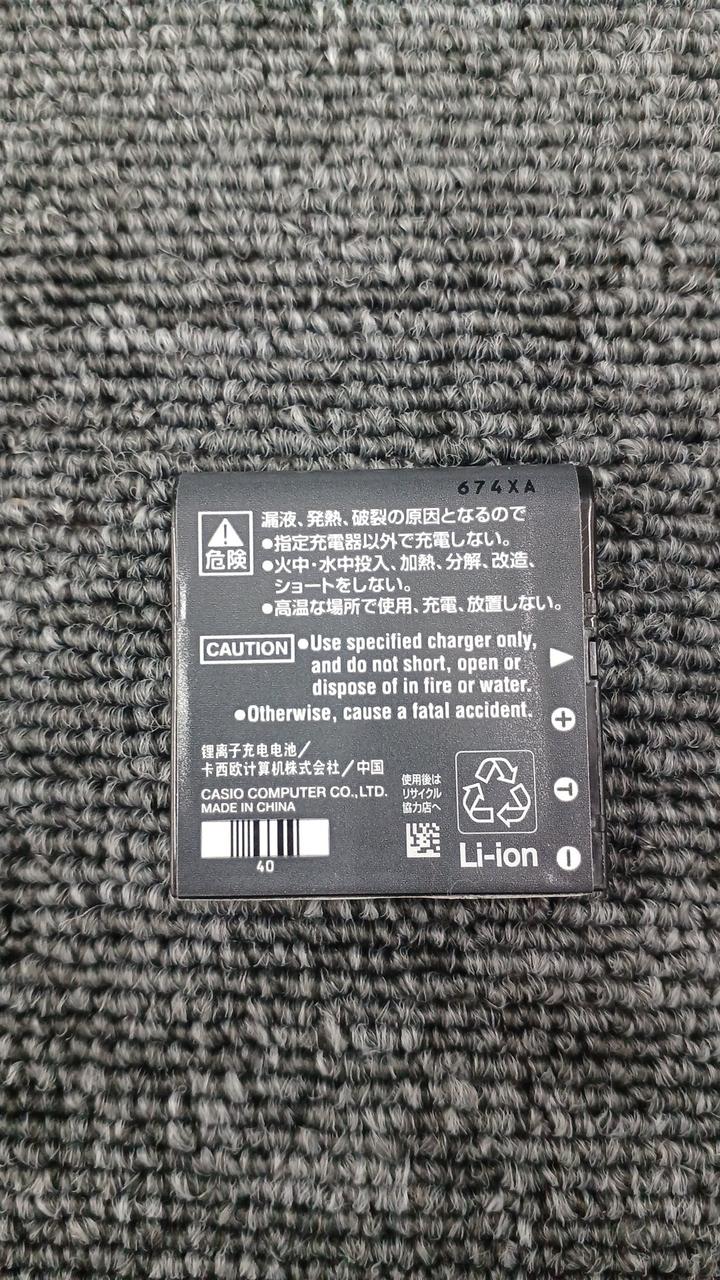 674XA
危険
漏液、発熱、破裂の原因となるので
●指定充電器以外で充電しない。
●火中・水中投入、加熱、分解、改造、
ショートをしない。
●高温な場所で使用、充電、放置しない。
CAUTION
●Use specified charger only,
and do not short, open or
dispose of in fire or water.
●Otherwise, cause a fatal accident.
锂离子充电电池／
卡西欧计算机株式会社／中国
CASIO COMPUTER CO.,LTD.
MADE IN CHINA
40
使用後は
リサイクル
協力店へ
Li-ion
+
T
-